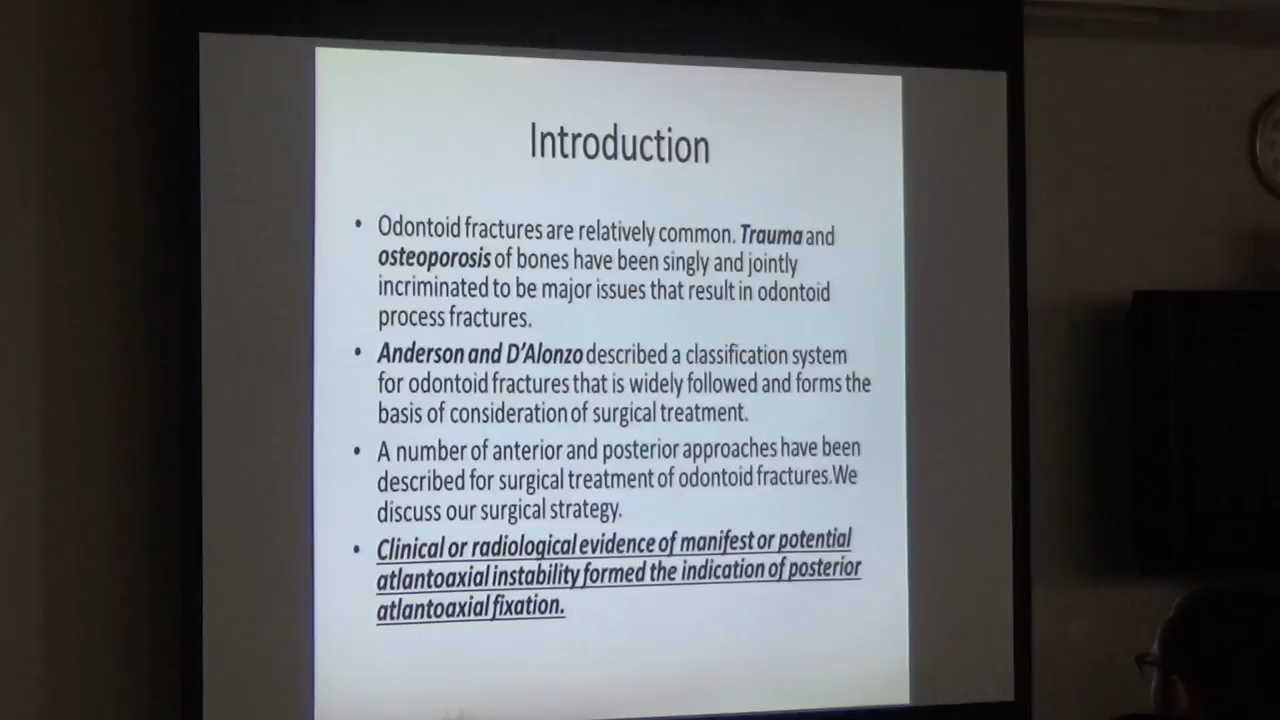 Introduction
• Odontoid fractures are relatively common. Trauma and
osteoporosis of bones have been singly and jointly
incriminated to be major issues that result in odontoid
process fractures.
• Anderson and D'Alonzo described a classification system
for odontoid fractures that is widely followed and forms the
basis of consideration of surgical treatment.
• A number of anterior and posterior approaches have been
described for surgical treatment of odontoid fractures.We
discuss our surgical strategy.
• Clinical or radiological evidence of manifest or potential
atlantoaxial instability formed the indication of posterior
atlantoaxial fixation.